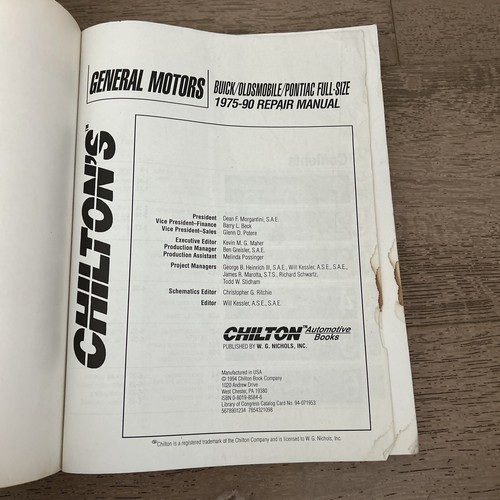 GENERAL MOTORS
BUICK/OLDSMOBILE/PONTIAC FULL-SIZE
1975-90 REPAIR MANUAL
CHILTON'S™
President Dean F. Morgantini, S.A.E.
Vice President–Finance Barry L. Beck
Vice President–Sales Glenn D. Potere
Executive Editor Kevin M. G. Maher
Production Manager Ben Greisler, S.A.E.
Production Assistant Melinda Possinger
Project Managers George B. Heinrich III, S.A.E., Will Kessler, A.S.E., S.A.E.,
James R. Marotta, S.T.S., Richard Schwartz,
Todd W. Stidham
Schematics Editor Christopher G. Ritchie
Editor Will Kessler, A.S.E., S.A.E.
CHILTON™ Automotive Books
PUBLISHED BY W. G. NICHOLS, INC.
Manufactured in USA
© 1994 Chilton Book Company
1020 Andrew Drive
West Chester, PA 19380
ISBN 0-8019-8584-6
Library of Congress Catalog Card No. 94-071953
5678901234 7654321098
™Chilton is a registered trademark of the Chilton Company and is licensed to W. G. Nichols, Inc.